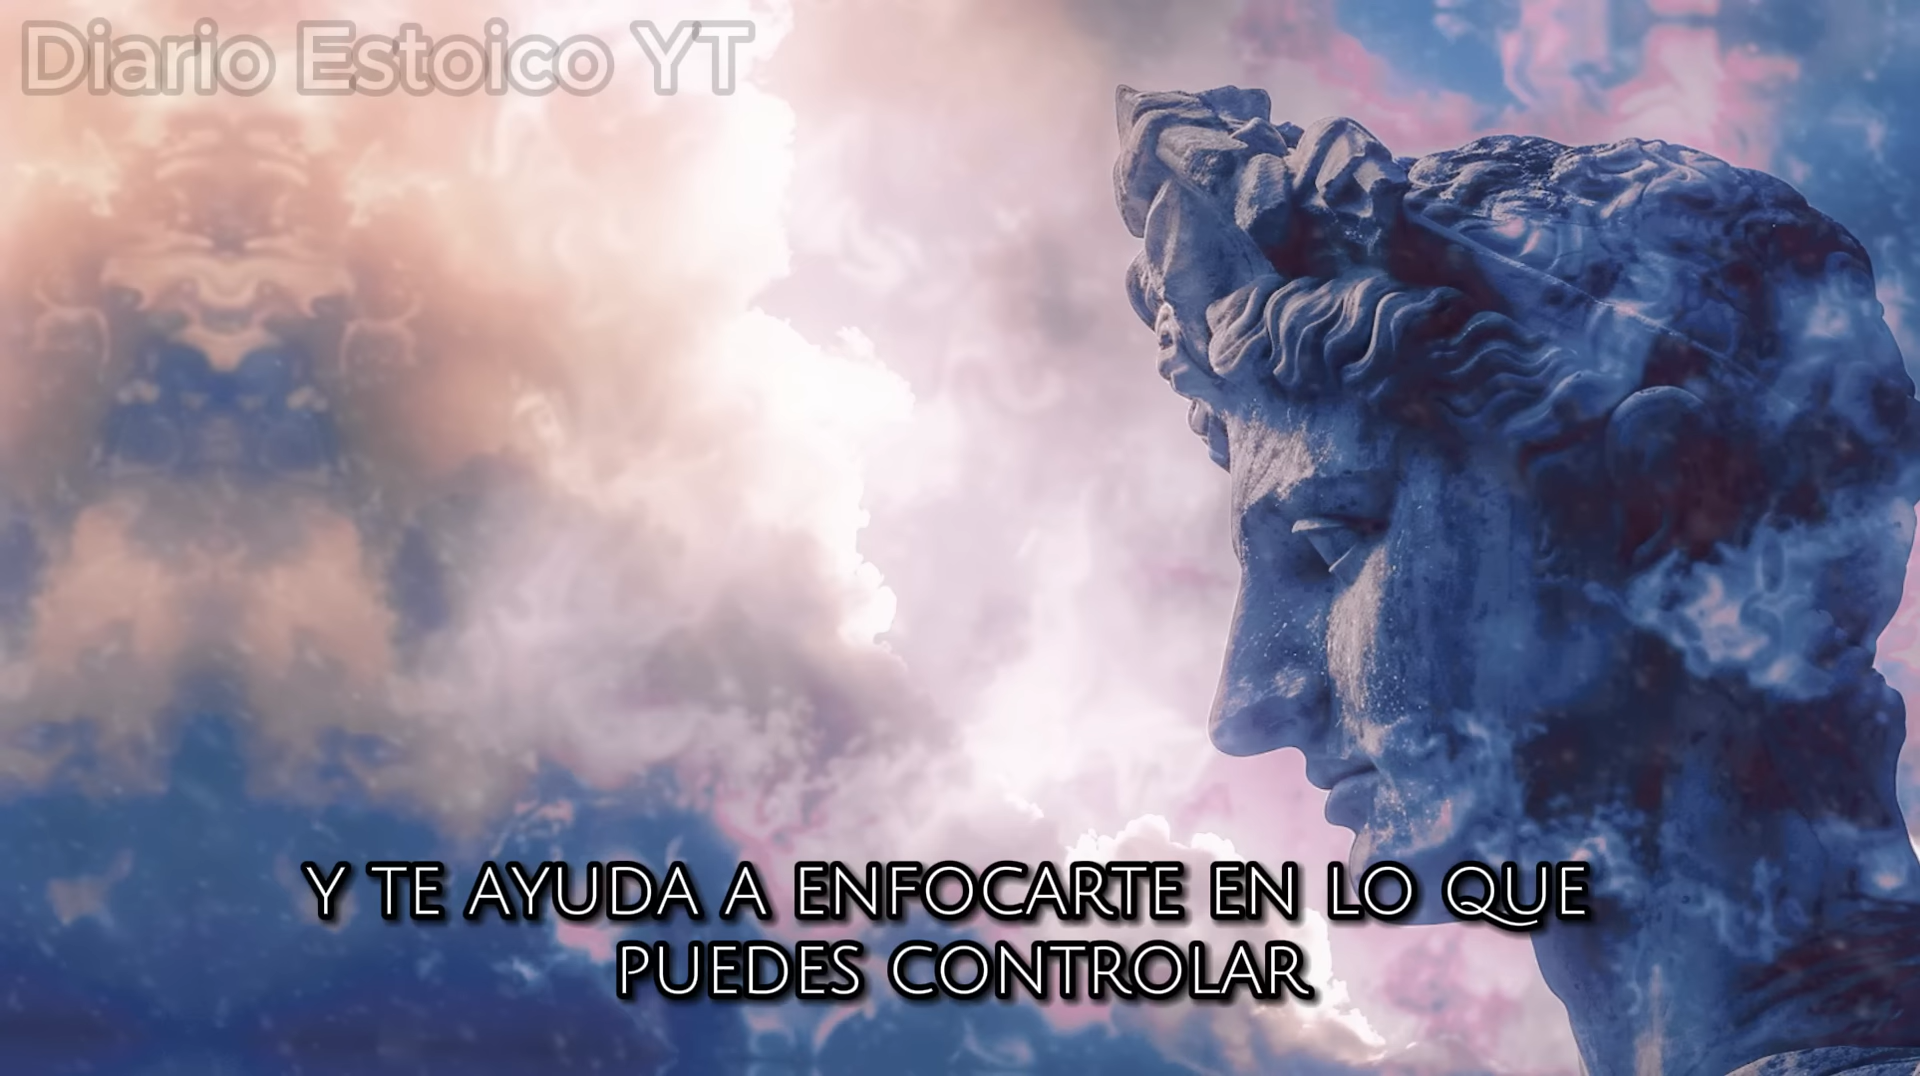 Diario Estoico YT
Y TE AYUDA A ENFOCARTE EN LO QUE
PUEDES CONTROLAR